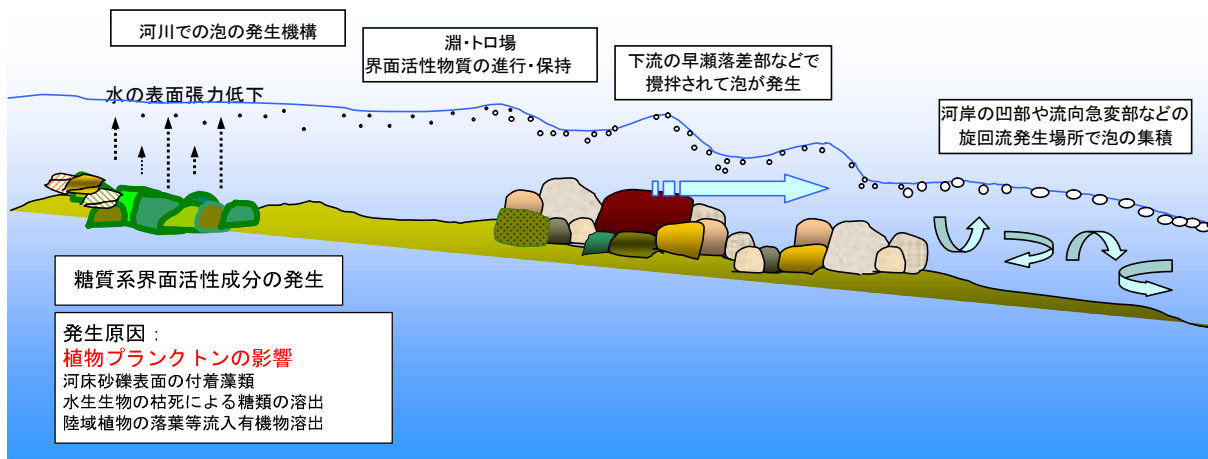 河川での泡の発生機構
淵・トロ場
界面活性物質の進行・保持
下流の早瀬落差部などで
攪拌されて泡が発生
河岸の凹部や流向急変部などの
旋回流発生場所で泡の集積
水の表面張力低下
糖質系界面活性成分の発生
発生原因：
植物プランクトンの影響
河床砂礫表面の付着藻類
水生生物の枯死による糖類の溶出
陸域植物の落葉等流入有機物溶出